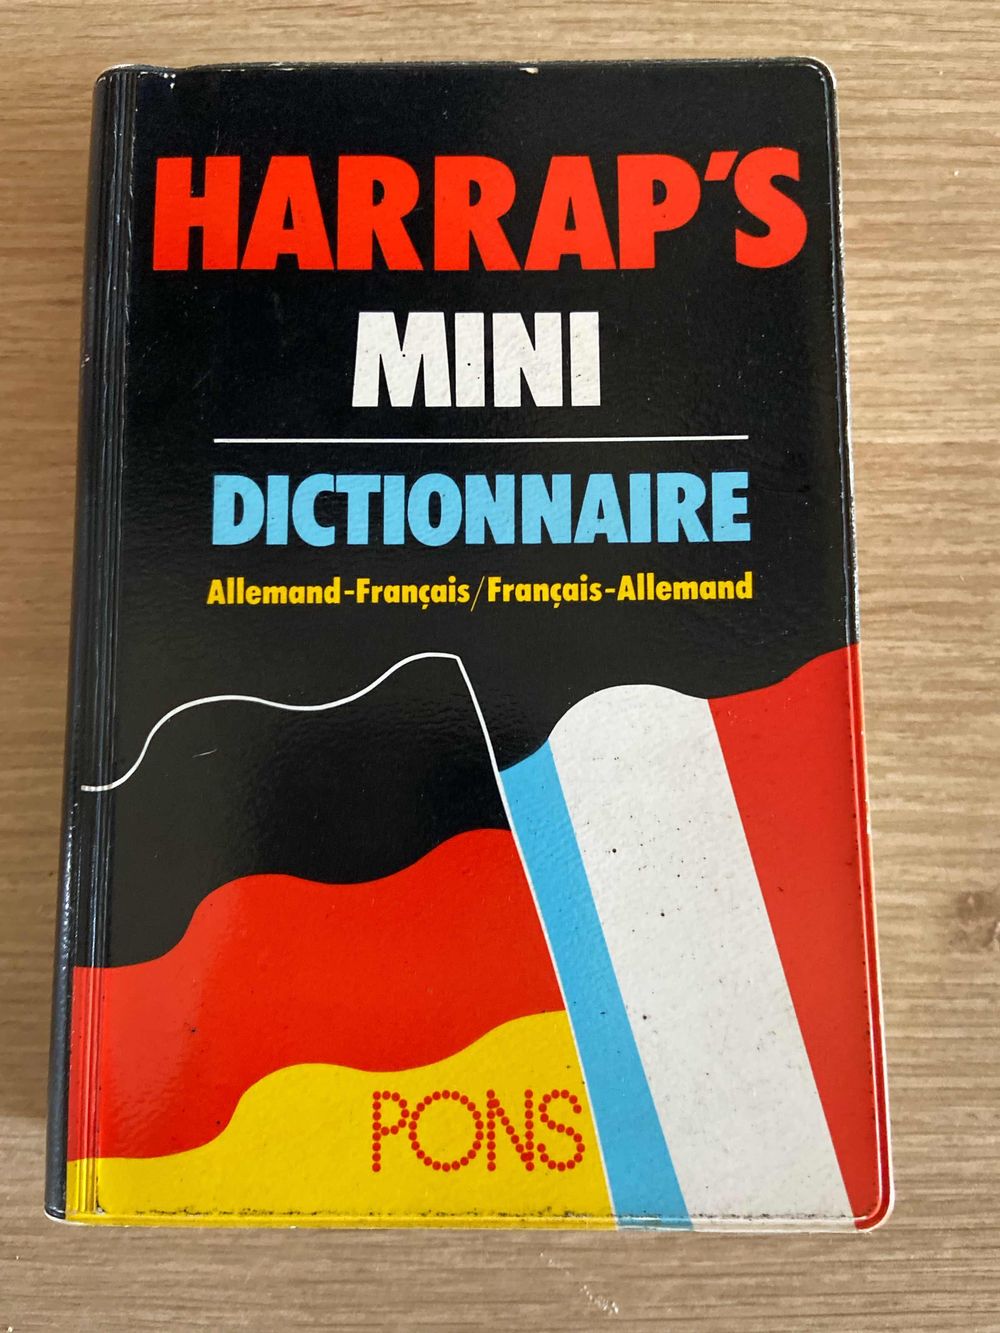 HARRAP'S
MINI
DICTIONNAIRE
Allemand-Français/Français-Allemand
PONS